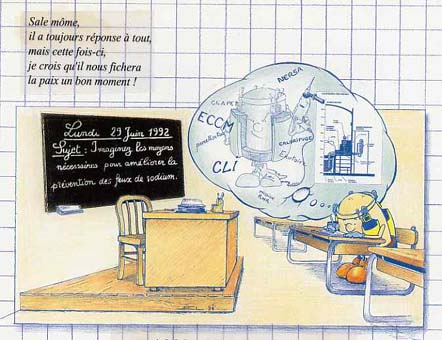 Sale môme,
il a toujours réponse à tout,
mais cette fois-ci,
je crois qu'il nous fichera
la paix un bon moment !
Lundi 29 Juin 1992
Sujet : Imaginez les moyens
nécessaires pour améliorer la
prévention des feux de sodium.
NERSA
CLAPET
ECCM
CALORIFUGE
CLI